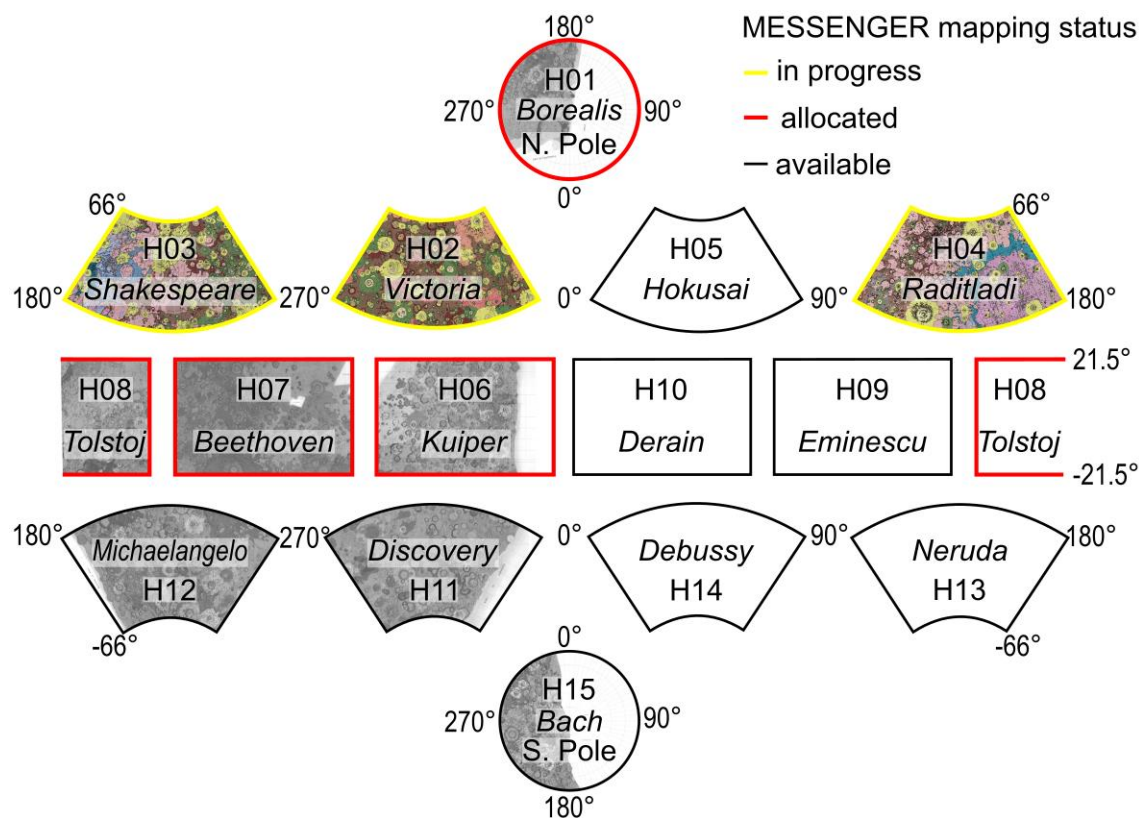 MESSENGER mapping status
in progress
allocated
available
180°
H01
270° Borealis 90°
N. Pole
0°
66° 66°
H03 H02 H05 H04
Shakespeare Victoria Hokusai Raditladi
180° 270° 0° 90° 180°
21.5°
H08 H07 H06 H10 H09 H08
Tolstoj Beethoven Kuiper Derain Eminescu Tolstoj
-21.5°
180° 270° 0° 90° 180°
Michaelangelo Discovery Debussy Neruda
H12 H11 H14 H13
-66° -66°
0°
H15
270° Bach 90°
S. Pole
180°